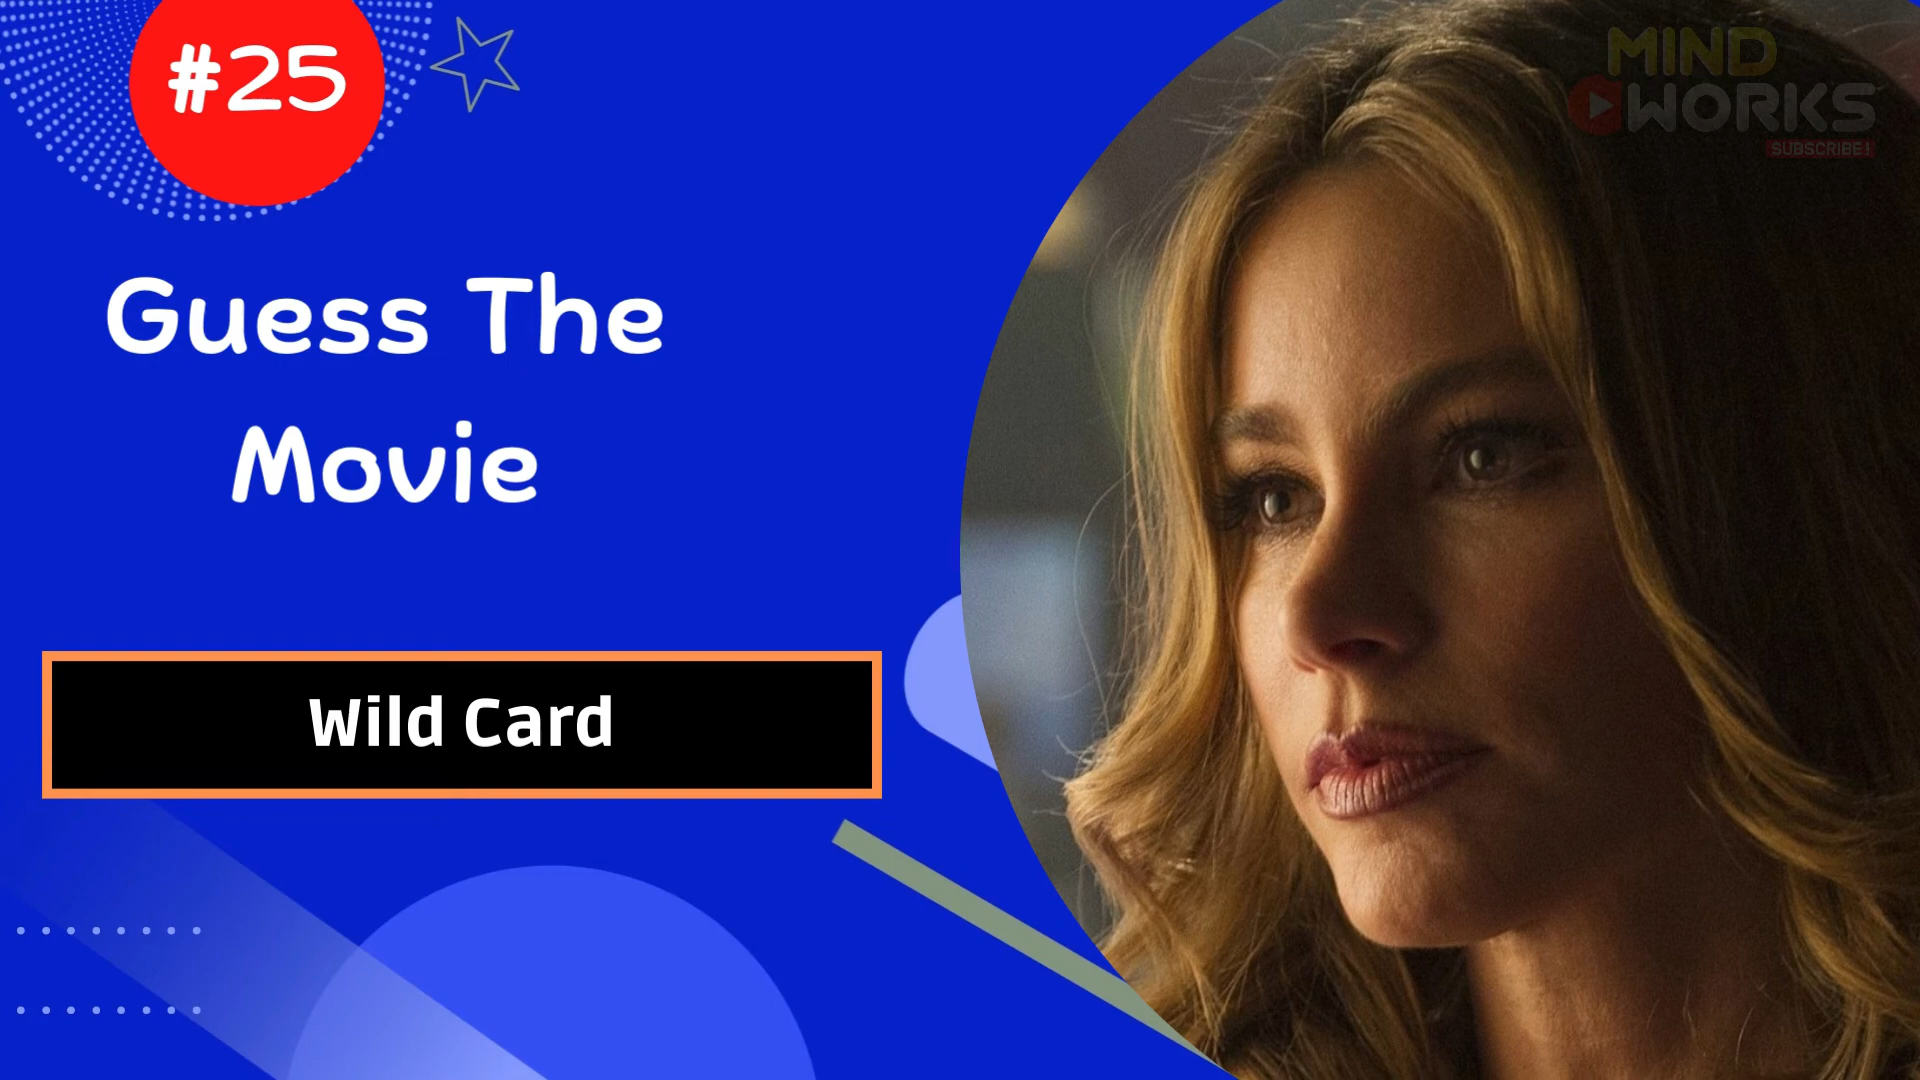 #25
Guess The
Movie
Wild Card
MIND
WORKS
SUBSCRIBE!